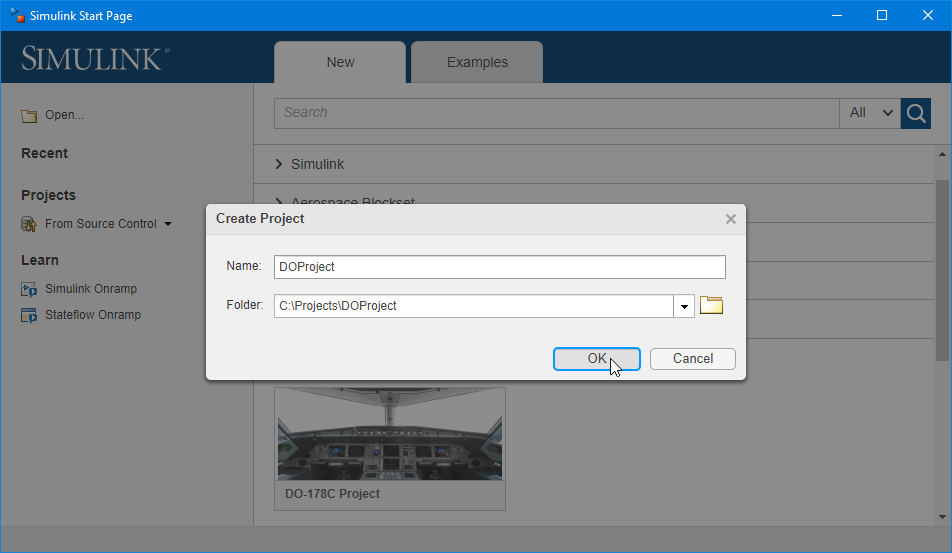 Simulink Start Page
SIMULINK®
New
Examples
Open...
Recent
Projects
From Source Control
Learn
Simulink Onramp
Stateflow Onramp
Search
All
Simulink
Aerospace Blockset
Create Project
Name:
DOProject
Folder:
C:\Projects\DOProject
OK
Cancel
DO-178C Project